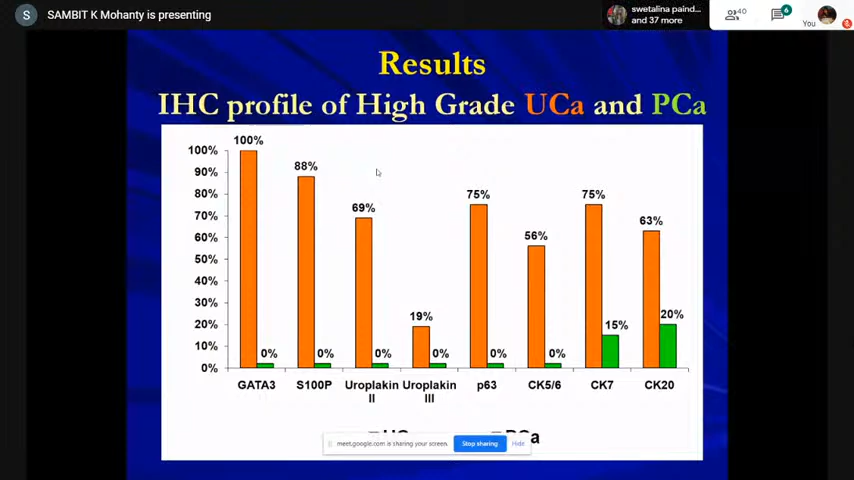 S SAMBIT K Mohanty is presenting
swetalina paind...
and 37 more
40
6
You
Results
IHC profile of High Grade UCa and PCa
100%
90%
80%
70%
60%
50%
40%
30%
20%
10%
0%
100% 0%
88% 0%
69% 0%
19% 0%
75% 0%
56% 0%
75% 15%
63% 20%
GATA3 S100P Uroplakin II Uroplakin III p63 CK5/6 CK7 CK20
meet.google.com is sharing your screen. Stop sharing Hide